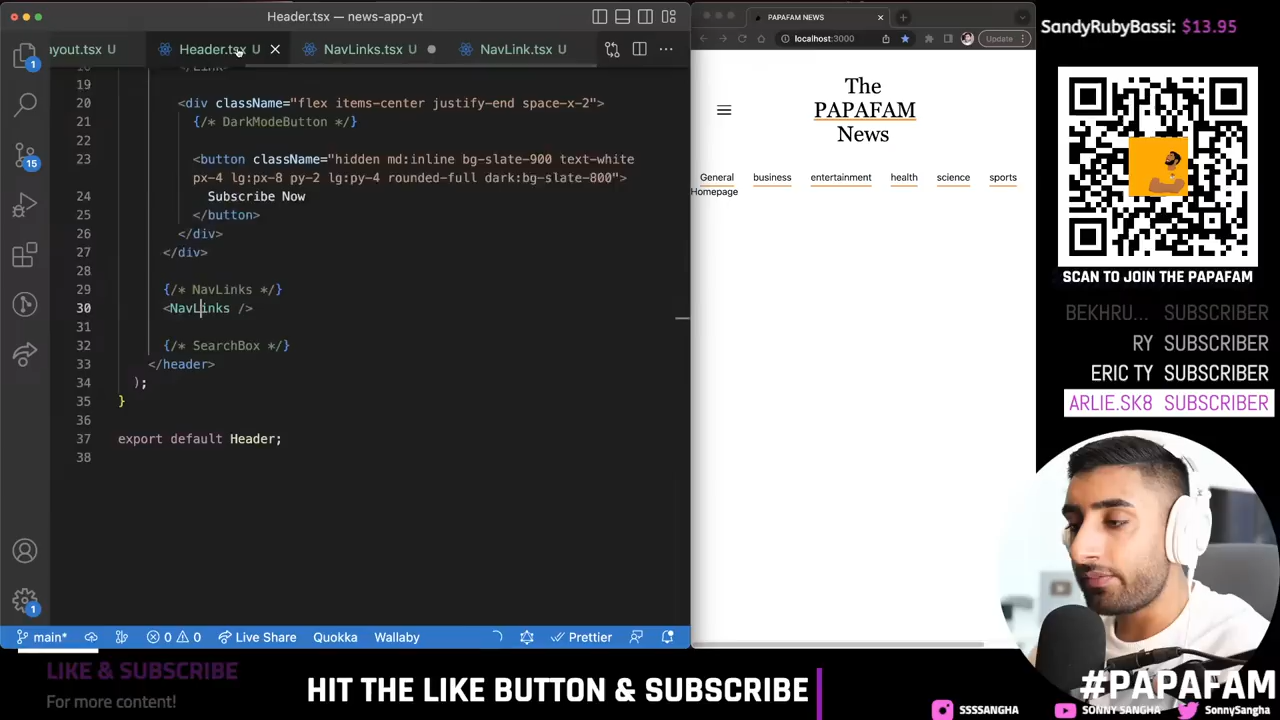 Header.tsx — news-app-yt
ayout.tsx U
Header.tsx U
NavLinks.tsx U
NavLink.tsx U
19
20 <div className="flex items-center justify-end space-x-2">
21 {/* DarkModeButton */}
22
23 <button className="hidden md:inline bg-slate-900 text-white
px-4 lg:px-8 py-2 lg:py-4 rounded-full dark:bg-slate-800">
24 Subscribe Now
25 </button>
26 </div>
27 </div>
28
29 {/* NavLinks */}
30 <NavLinks />
31
32 {/* SearchBox */}
33 </header>
34 );
35 }
36
37 export default Header;
38
1
15
1
main*
0 0
Live Share
Quokka
Wallaby
Prettier
PAPAFAM NEWS
localhost:3000
Update
The
PAPAFAM
News
General business entertainment health science sports
Homepage
SandyRubyBassi: $13.95
SCAN TO JOIN THE PAPAFAM
BEKHRU... SUBSCRIBER
RY SUBSCRIBER
ERIC TY SUBSCRIBER
ARLIE.SK8 SUBSCRIBER
LIKE & SUBSCRIBE
For more content!
HIT THE LIKE BUTTON & SUBSCRIBE
#PAPAFAM
SSSSANGHA
SONNY SANGHA
SonnySangha